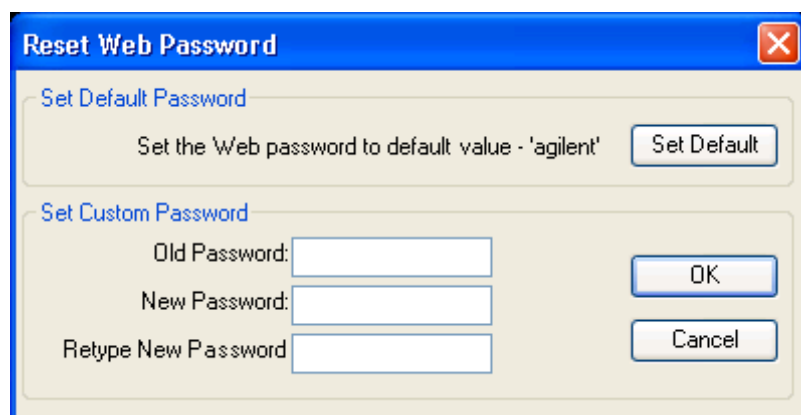 Reset Web Password
Set Default Password
Set the Web password to default value - 'agilent'
Set Default
Set Custom Password
Old Password:
New Password:
Retype New Password
OK
Cancel